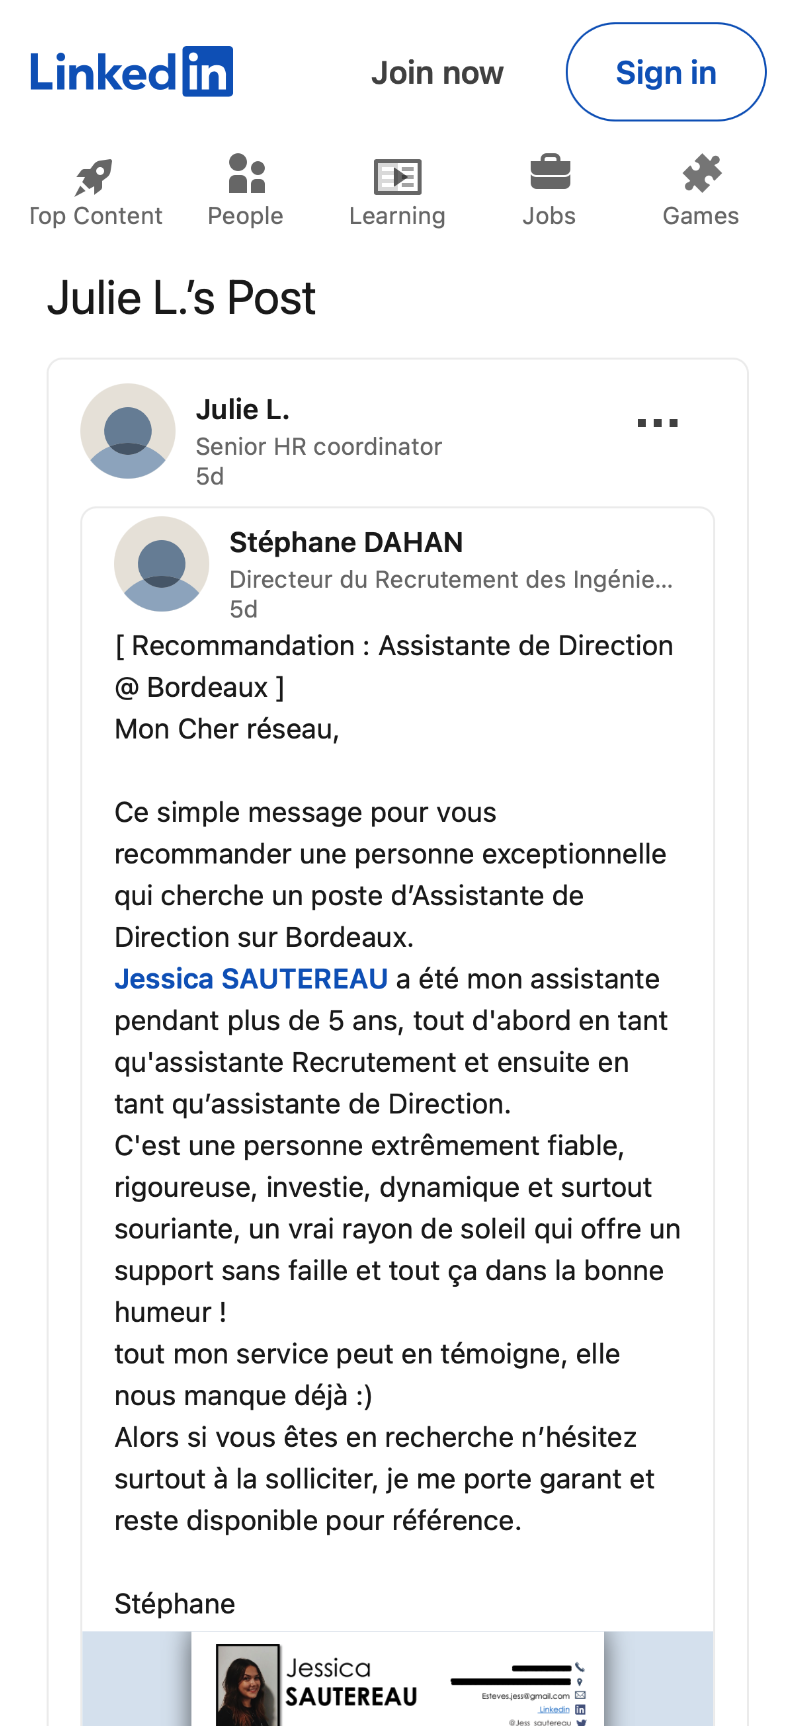 Linked in
Join now
Sign in
Top Content
People
Learning
Jobs
Games
Julie L.’s Post
Julie L.
Senior HR coordinator
5d
Stéphane DAHAN
Directeur du Recrutement des Ingénie...
5d
[ Recommandation : Assistante de Direction
@ Bordeaux ]
Mon Cher réseau,
Ce simple message pour vous
recommander une personne exceptionnelle
qui cherche un poste d’Assistante de
Direction sur Bordeaux.
Jessica SAUTEREAU a été mon assistante
pendant plus de 5 ans, tout d'abord en tant
qu'assistante Recrutement et ensuite en
tant qu’assistante de Direction.
C'est une personne extrêmement fiable,
rigoureuse, investie, dynamique et surtout
souriante, un vrai rayon de soleil qui offre un
support sans faille et tout ça dans la bonne
humeur !
tout mon service peut en témoigne, elle
nous manque déjà :)
Alors si vous êtes en recherche n’hésitez
surtout à la solliciter, je me porte garant et
reste disponible pour référence.
Stéphane
Jessica
SAUTEREAU
Esteves.jess@gmail.com
Linkedin
@Jess_sautereau